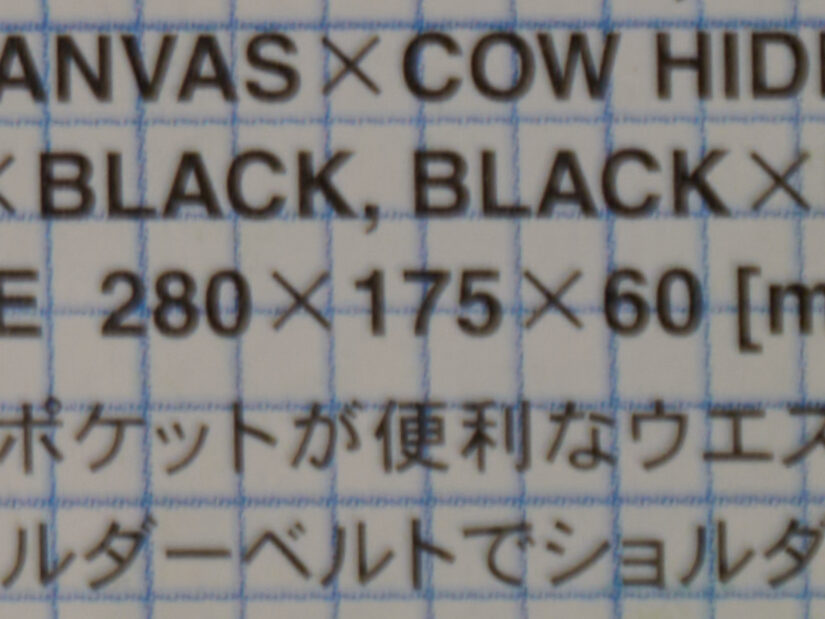 ANVAS×COW HIDE
×BLACK, BLACK×
E 280×175×60 [m
ポケットが便利なウエス
ルダーベルトでショルダ